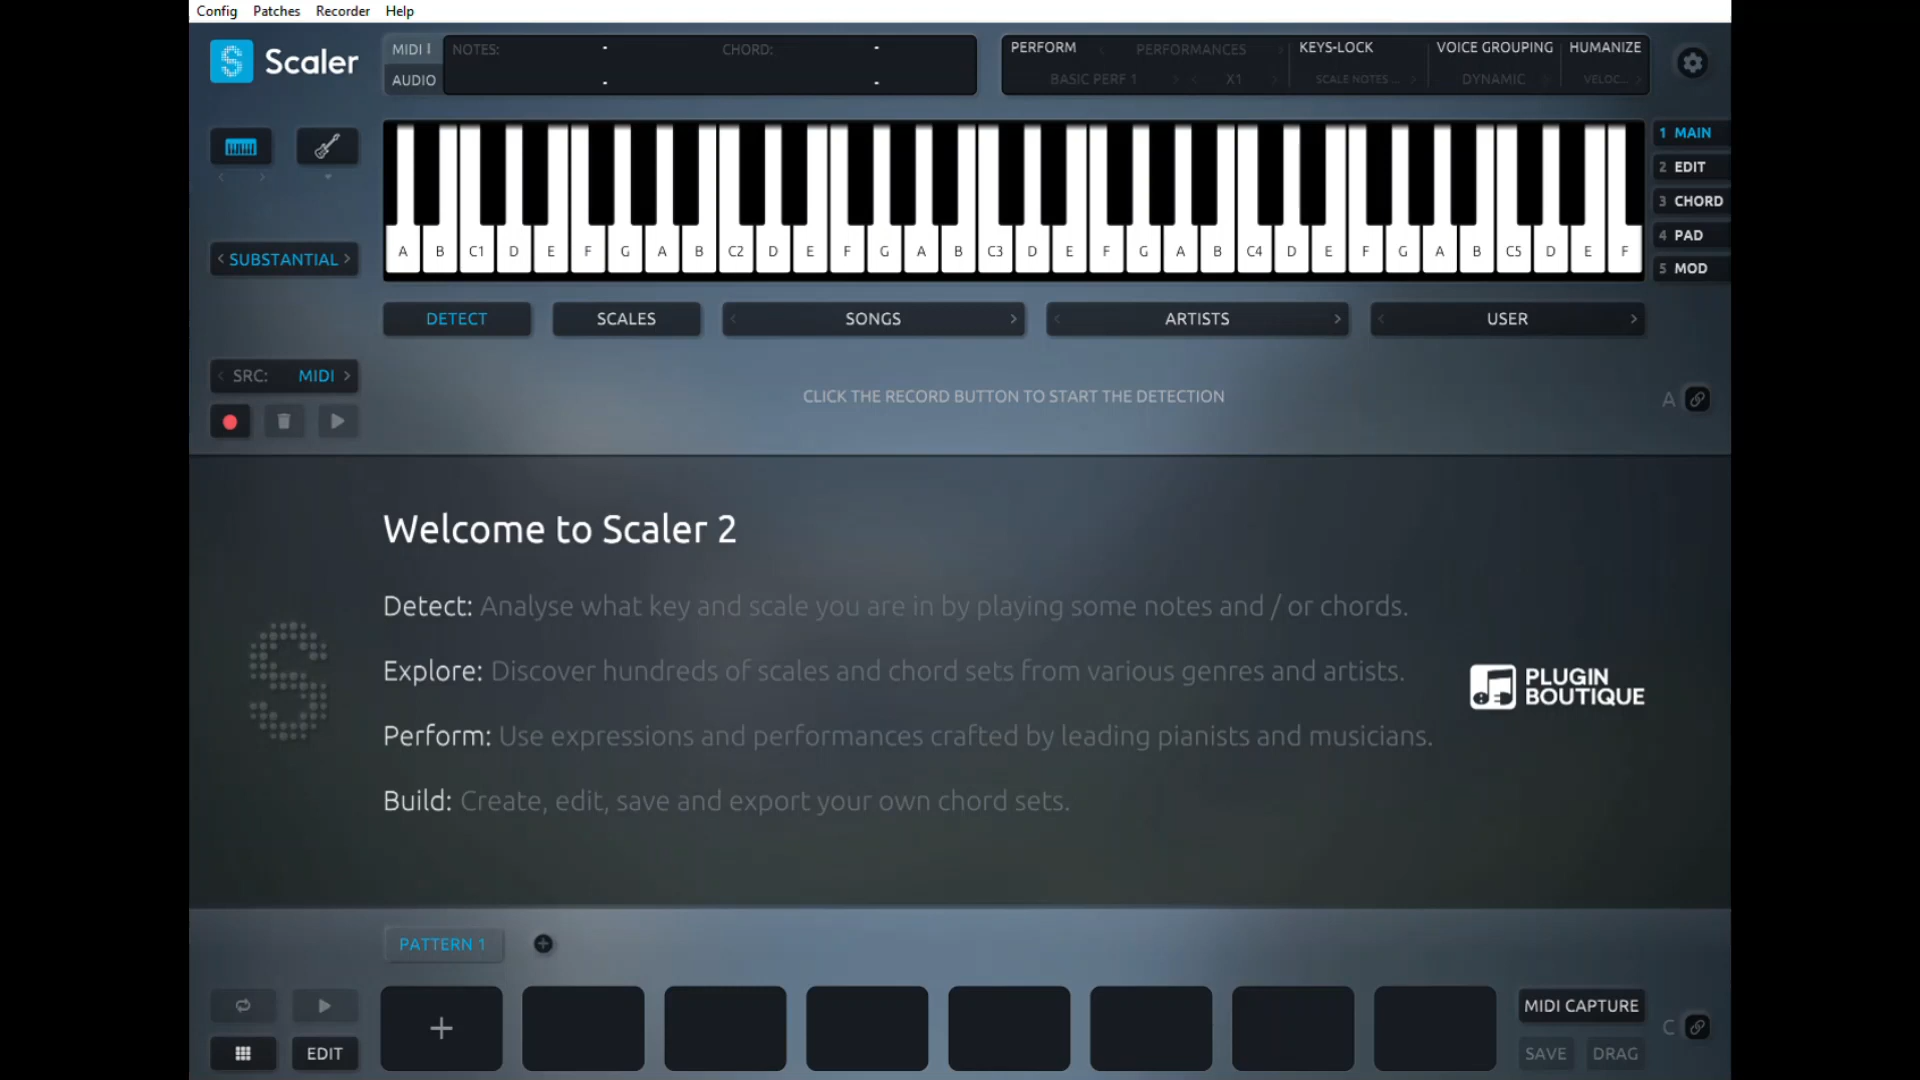 Config Patches Recorder Help
Scaler
MIDI NOTES: - CHORD: -
AUDIO - -
PERFORM PERFORMANCES KEYS-LOCK VOICE GROUPING HUMANIZE
BASIC PERF 1 X1 SCALE NOTES ... DYNAMIC VELOC...
1 MAIN
2 EDIT
3 CHORD
4 PAD
5 MOD
A B C1 D E F G A B C2 D E F G A B C3 D E F G A B C4 D E F G A B C5 D E F
< SUBSTANTIAL >
DETECT SCALES < SONGS > < ARTISTS > < USER >
< SRC: MIDI >
CLICK THE RECORD BUTTON TO START THE DETECTION
A
Welcome to Scaler 2
Detect: Analyse what key and scale you are in by playing some notes and / or chords.
Explore: Discover hundreds of scales and chord sets from various genres and artists.
PLUGIN
BOUTIQUE
Perform: Use expressions and performances crafted by leading pianists and musicians.
Build: Create, edit, save and export your own chord sets.
PATTERN 1
+
MIDI CAPTURE
C
EDIT
SAVE DRAG